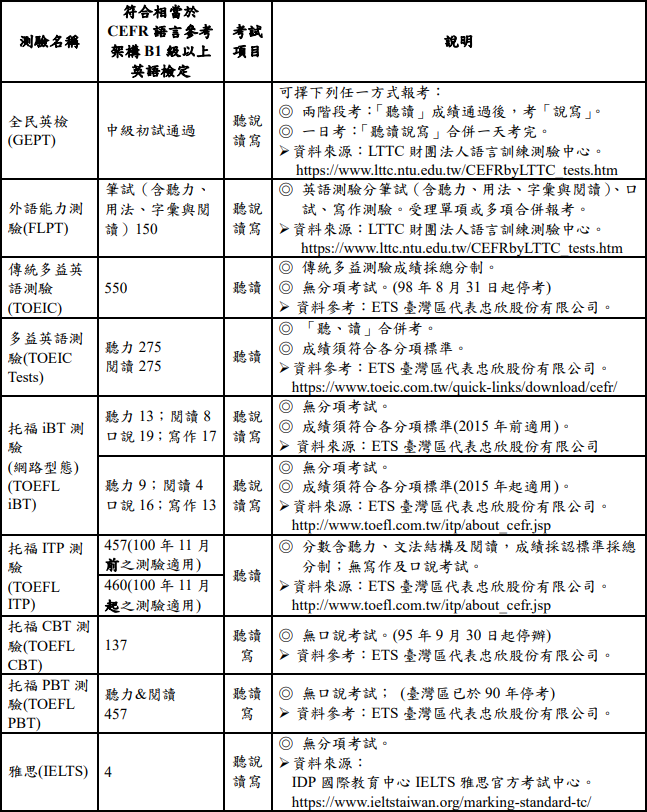 測驗名稱
符合相當於
CEFR 語言參考
架構 B1 級以上
英語檢定
考試
項目
說明
全民英檢
(GEPT)
中級初試通過
聽說
讀寫
可擇下列任一方式報考：
◎ 兩階段考：「聽讀」成績通過後，考「說寫」。
◎ 一日考：「聽讀說寫」合併一天考完。
➢資料來源：LTTC 財團法人語言訓練測驗中心。
https://www.lttc.ntu.edu.tw/CEFRbyLTTC_tests.htm
外語能力測
驗(FLPT)
筆試（含聽力、
用法、字彙與閱
讀）150
聽說
讀寫
◎ 英語測驗分筆試（含聽力、用法、字彙與閱讀）、口
試、寫作測驗。受理單項或多項合併報考。
➢資料來源：LTTC 財團法人語言訓練測驗中心。
https://www.lttc.ntu.edu.tw/CEFRbyLTTC_tests.htm
傳統多益英
語測驗
(TOEIC)
550
聽讀
◎ 傳統多益測驗成績採總分制。
◎ 無分項考試。(98 年 8 月 31 日起停考)
➢ 資料參考：ETS 臺灣區代表忠欣股份有限公司。
多益英語測
驗(TOEIC
Tests)
聽力 275
閱讀 275
聽讀
◎ 「聽、讀」合併考。
◎ 成績須符合各分項標準。
➢資料參考：ETS 臺灣區代表忠欣股份有限公司。
https://www.toeic.com.tw/quick-links/download/cefr/
托福 iBT 測
驗
(網路型態)
(TOEFL
iBT)
聽力 13；閱讀 8
口說 19；寫作 17
聽說
讀寫
◎ 無分項考試。
◎ 成績須符合各分項標準(2015 年前適用)。
➢ 資料來源：ETS 臺灣區代表忠欣股份有限公司
聽力 9；閱讀 4
口說 16；寫作 13
聽說
讀寫
◎ 無分項考試。
◎ 成績須符合各分項標準(2015 年起適用)。
➢ 資料來源：ETS 臺灣區代表忠欣股份有限公司。
http://www.toefl.com.tw/itp/about_cefr.jsp
托福 ITP 測
驗
(TOEFL
ITP)
457(100 年 11 月
前之測驗適用)
460(100 年 11 月
起之測驗適用)
聽讀
◎ 分數含聽力、文法結構及閱讀，成績採認標準採總
分制；無寫作及口說考試。
➢資料來源：ETS 臺灣區代表忠欣股份有限公司。
http://www.toefl.com.tw/itp/about_cefr.jsp
托福 CBT 測
驗(TOEFL
CBT)
137
聽讀
寫
◎ 無口說考試。(95 年 9 月 30 日起停辦)
➢ 資料參考：ETS 臺灣區代表忠欣股份有限公司。
托福 PBT 測
驗(TOEFL
PBT)
聽力&閱讀
457
聽讀
寫
◎ 無口說考試； (臺灣區已於 90 年停考)
➢ 資料參考：ETS 臺灣區代表忠欣股份有限公司。
雅思(IELTS)
4
聽說
讀寫
◎ 無分項考試。
➢資料來源：
IDP 國際教育中心 IELTS 雅思官方考試中心。
https://www.ieltstaiwan.org/marking-standard-tc/